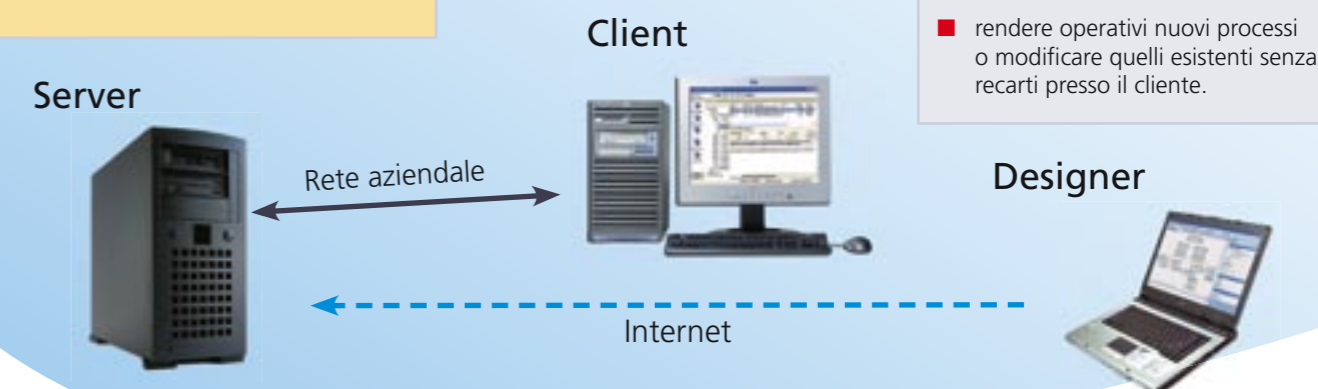 Client
rendere operativi nuovi processi
o modificare quelli esistenti senza
recarti presso il cliente.
Server
Rete aziendale
Designer
Internet